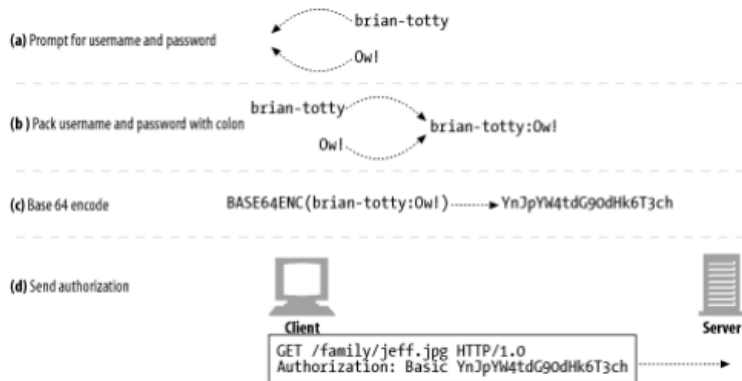 brian-totty
(a) Prompt for username and password
Ow!
brian-totty
(b ) Pack username and password with colon
brian-totty:Ow!
Ow!
(c) Base 64 encode
BASE64ENC(brian-totty:Ow!)
YnJpYW4tdG90dHk6T3ch
(d) Send authorization
Client
Server
GET /family/jeff.jpg HTTP/1.0
Authorization: Basic YnJpYW4tdG90dHk6T3ch